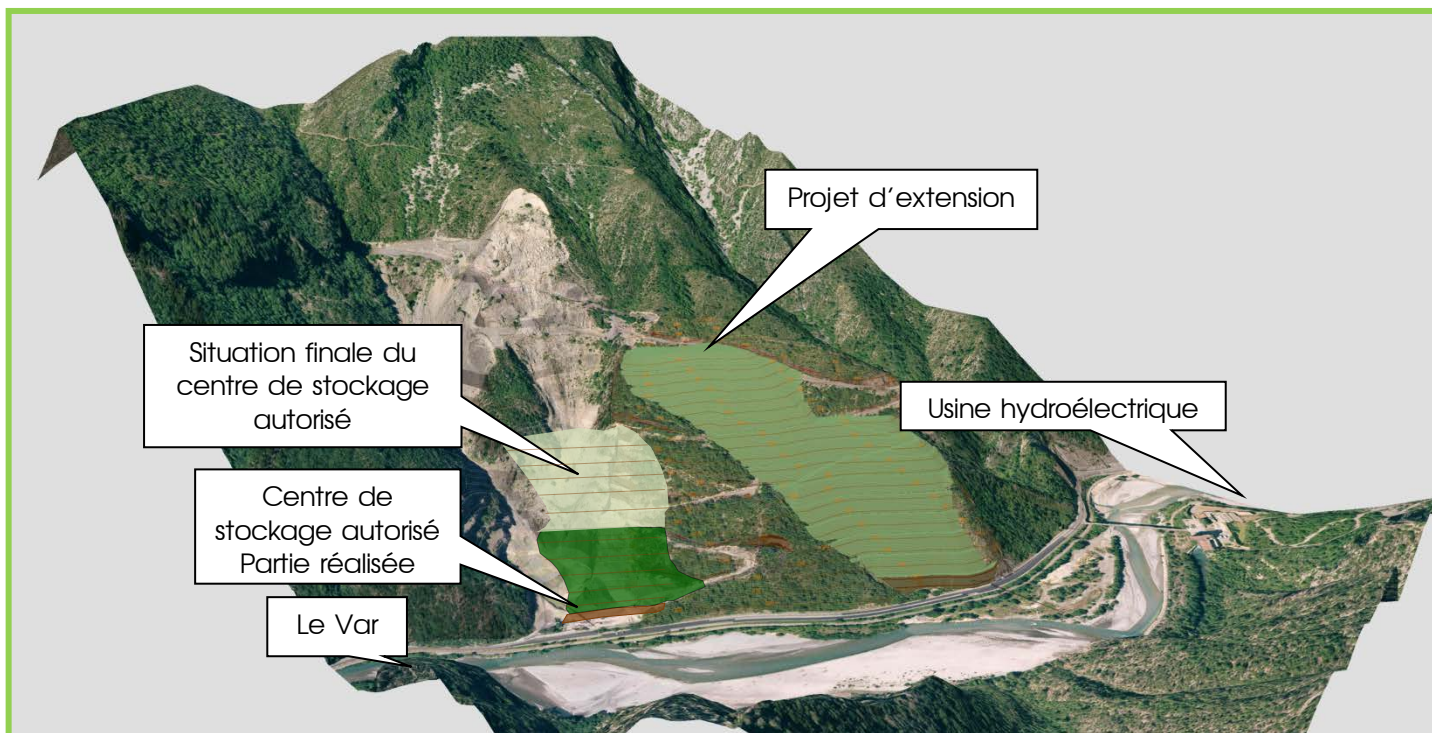 Projet d'extension
Situation finale du
centre de stockage
autorisé
Usine hydroélectrique
Centre de
stockage autorisé
Partie réalisée
Le Var